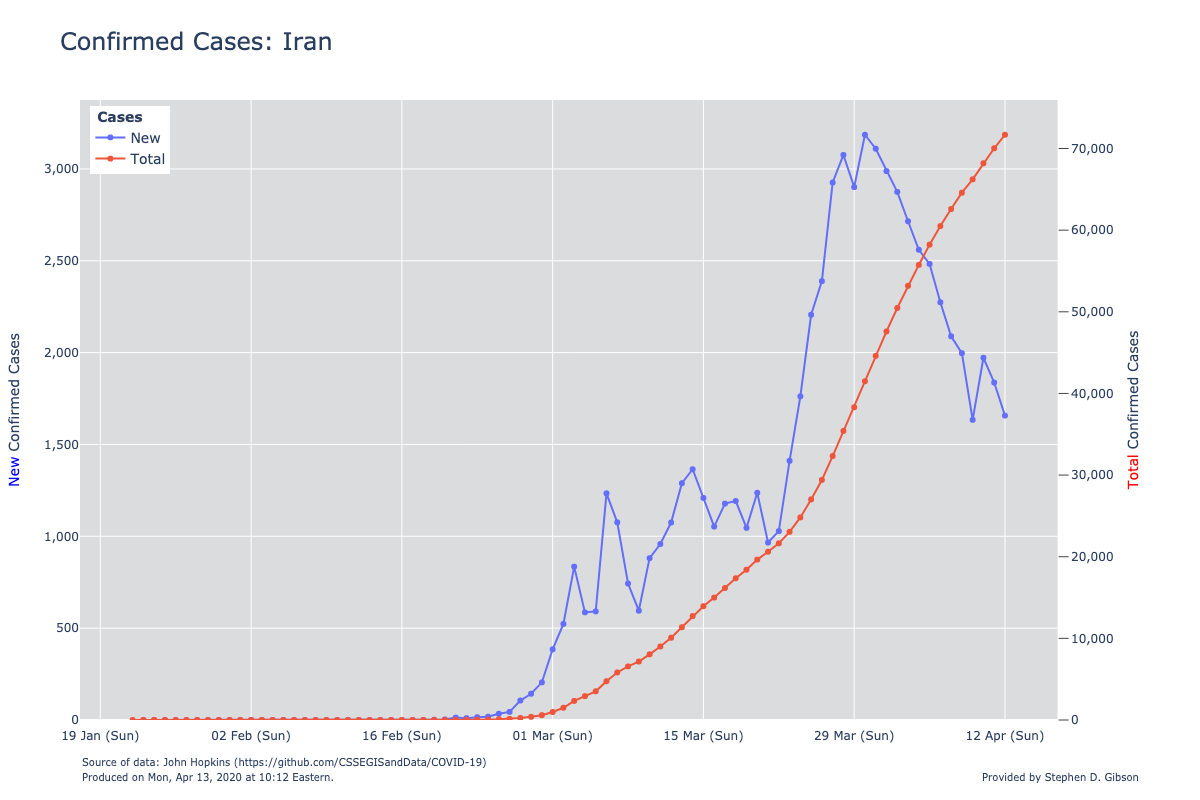 Confirmed Cases: Iran
Cases
New
Total
3,000
2,500
2,000
1,500
1,000
500
0
70,000
60,000
50,000
40,000
30,000
20,000
10,000
0
New Confirmed Cases
Total Confirmed Cases
19 Jan (Sun) 02 Feb (Sun) 16 Feb (Sun) 01 Mar (Sun) 15 Mar (Sun) 29 Mar (Sun) 12 Apr (Sun)
Source of data: John Hopkins (https://github.com/CSSEGISandData/COVID-19)
Produced on Mon, Apr 13, 2020 at 10:12 Eastern.
Provided by Stephen D. Gibson